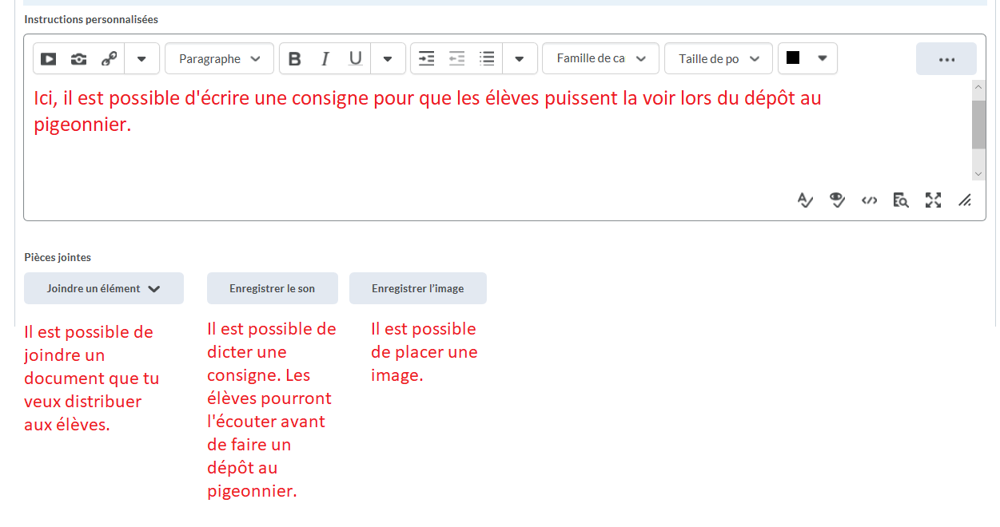 Instructions personnalisées
Paragraphe
B I U
Famille de ca
Taille de po
Ici, il est possible d'écrire une consigne pour que les élèves puissent la voir lors du dépôt au
pigeonnier.
Pièces jointes
Joindre un élément
Enregistrer le son
Enregistrer l’image
Il est possible de
joindre un
document que tu
veux distribuer
aux élèves.
Il est possible de
dicter une
consigne. Les
élèves pourront
l'écouter avant
de faire un
dépôt au
pigeonnier.
Il est possible
de placer une
image.